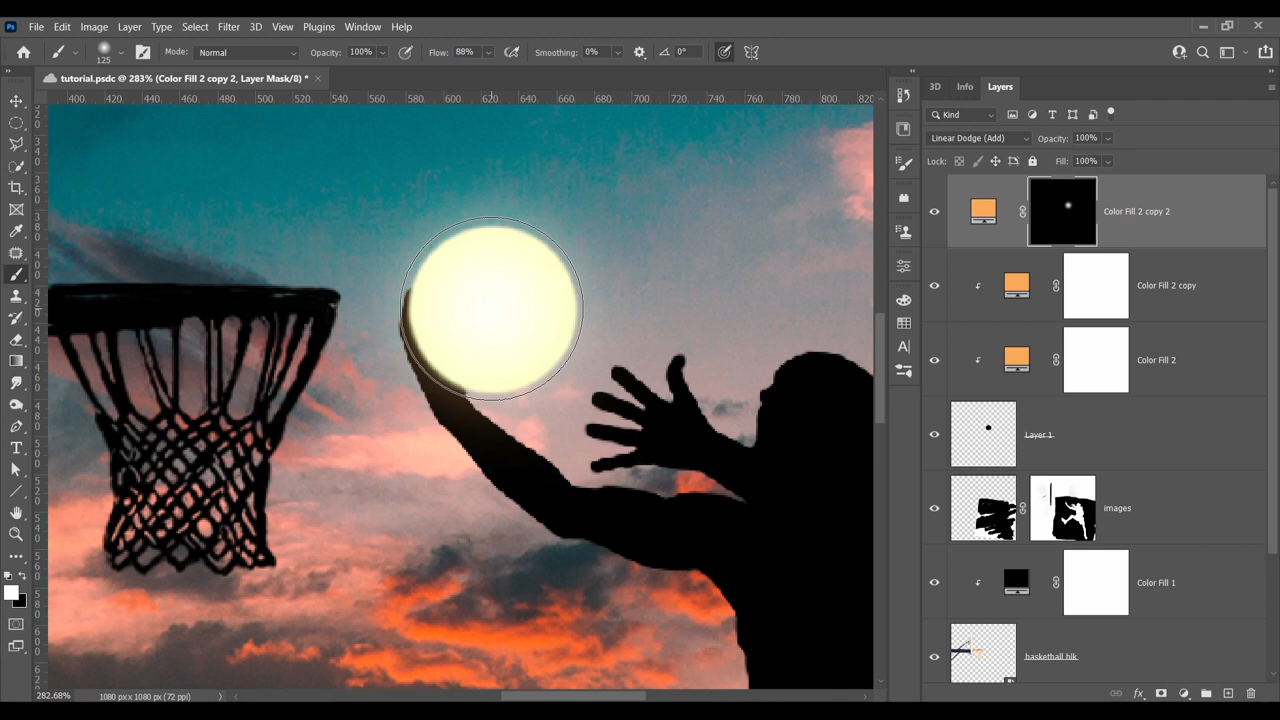 Ps File Edit Image Layer Type Select Filter 3D View Plugins Window Help
125 Mode: Normal Opacity: 100% Flow: 88% Smoothing: 0% 0°
tutorial.psdc @ 283% (Color Fill 2 copy 2, Layer Mask/8) * ×
400 420 440 460 480 500 520 540 560 580 600 620 640 660 680 700 720 740 760 780 800 820
3D Info Layers
Kind
Linear Dodge (Add) Opacity: 100%
Lock: Fill: 100%
Color Fill 2 copy 2
Color Fill 2 copy
Color Fill 2
Layer 1
images
Color Fill 1
basketball blk
282.68% 1080 px x 1080 px (72 ppi)